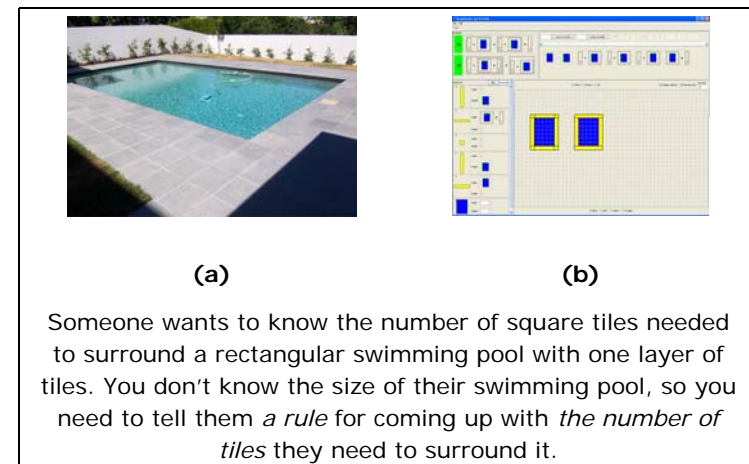 (a) (b)
Someone wants to know the number of square tiles needed
to surround a rectangular swimming pool with one layer of
tiles. You don't know the size of their swimming pool, so you
need to tell them a rule for coming up with the number of
tiles they need to surround it.